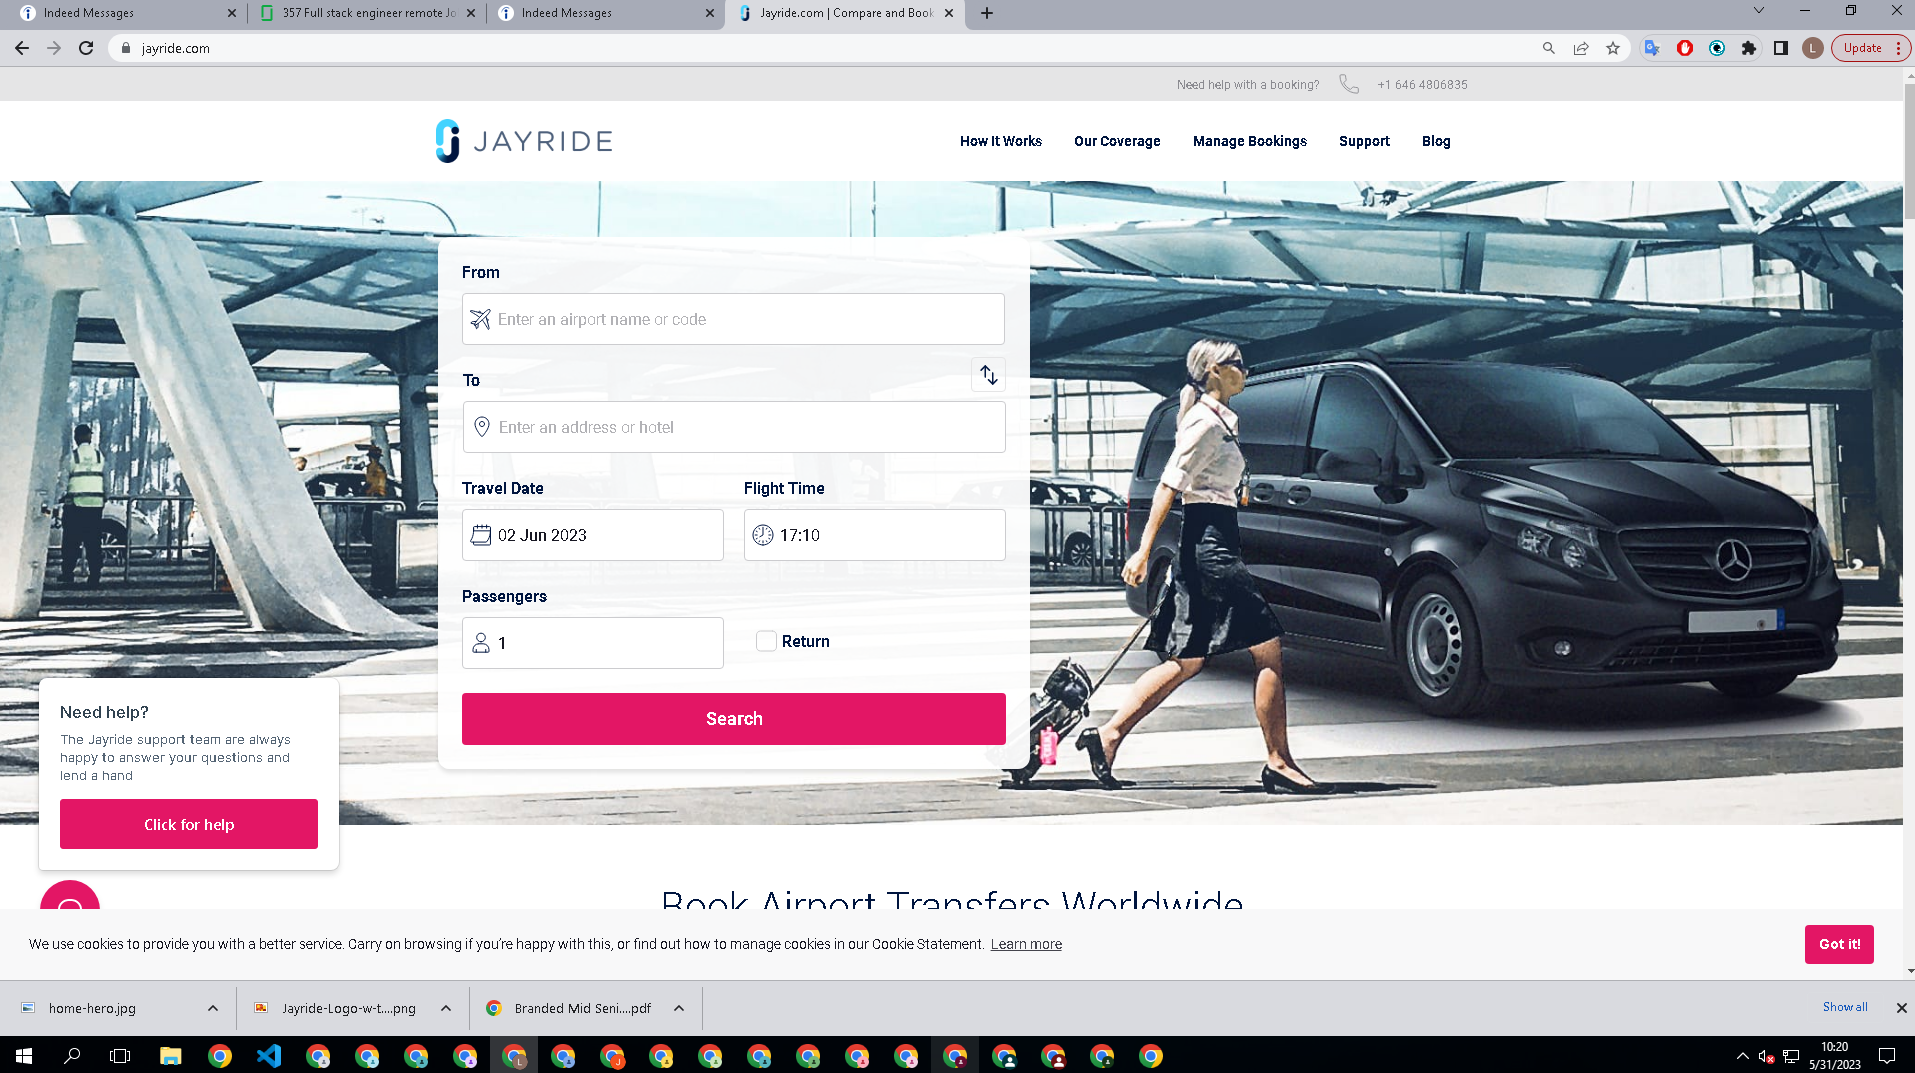 Indeed Messages
357 Full stack engineer remote Jo
Indeed Messages
Jayride.com | Compare and Book
jayride.com
L
Update
Need help with a booking?
+1 646 4806835
JAYRIDE
How It Works
Our Coverage
Manage Bookings
Support
Blog
From
Enter an airport name or code
To
Enter an address or hotel
Travel Date
Flight Time
02 Jun 2023
17:10
Passengers
1
Return
Search
Need help?
The Jayride support team are always
happy to answer your questions and
lend a hand
Click for help
Book Airport Transfers Worldwide
We use cookies to provide you with a better service. Carry on browsing if you're happy with this, or find out how to manage cookies in our Cookie Statement. Learn more
Got it!
home-hero.jpg
Jayride-Logo-w-t....png
Branded Mid Seni....pdf
Show all
10:20
5/31/2023